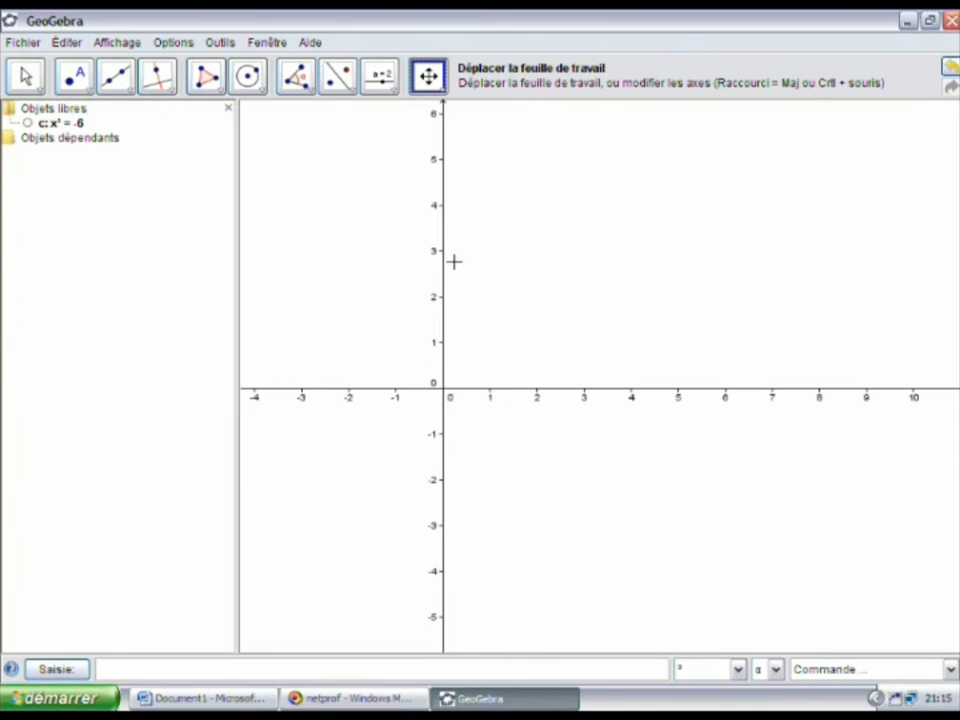 GeoGebra
Fichier Éditer Affichage Options Outils Fenêtre Aide
A
α
a=2
Déplacer la feuille de travail
Déplacer la feuille de travail, ou modifier les axes (Raccourci = Maj ou Crtl + souris)
Objets libres
c: x² = -6
Objets dépendants
6
5
4
3
2
1
0
-4 -3 -2 -1 0 1 2 3 4 5 6 7 8 9 10
-1
-2
-3
-4
-5
Saisie: ² α Commande ...
démarrer Document1 - Microsof... netprof - Windows M... GeoGebra 21:15